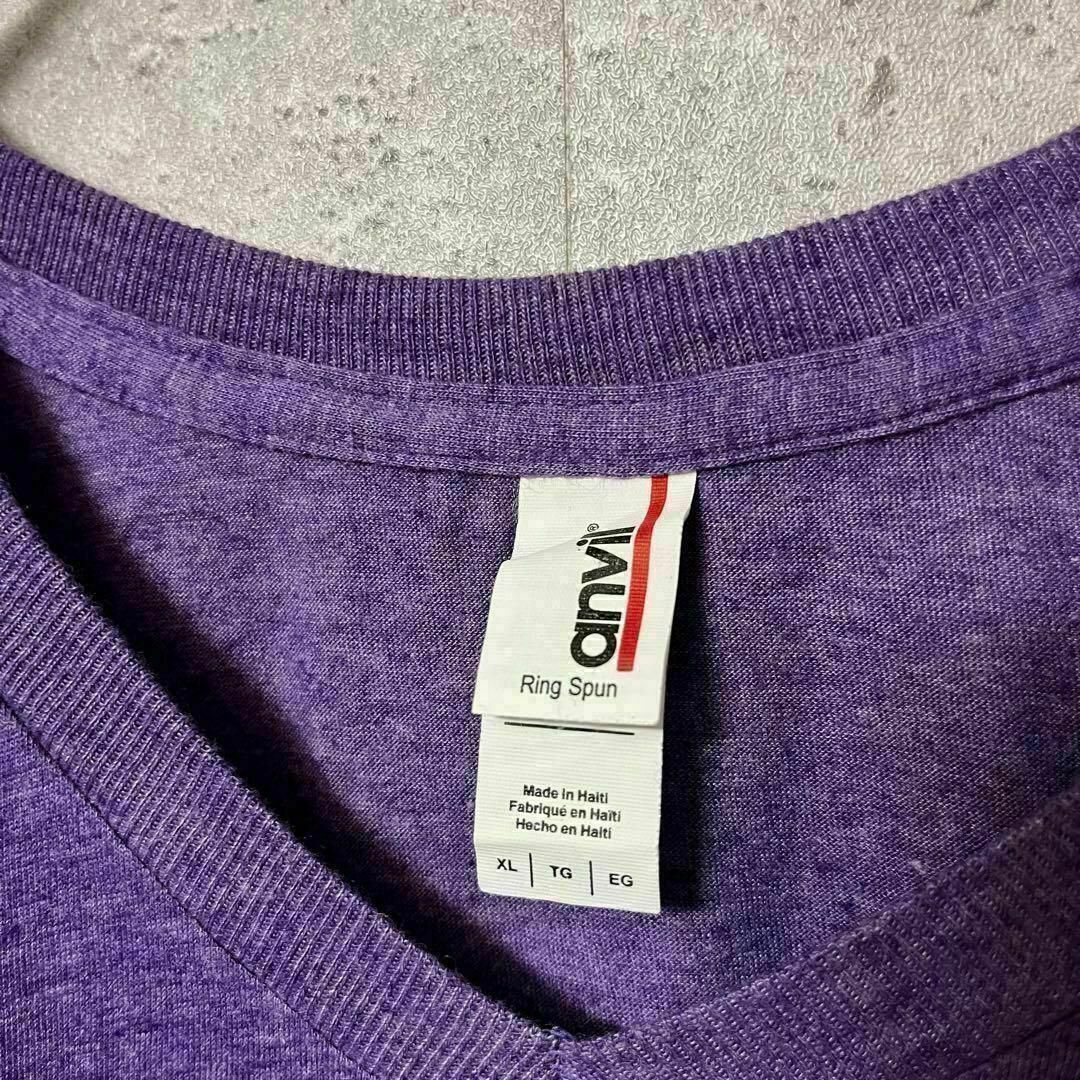 anvil®
Ring Spun
Made in Haiti
Fabriqué en Haïti
Hecho en Haití
XL | TG | EG